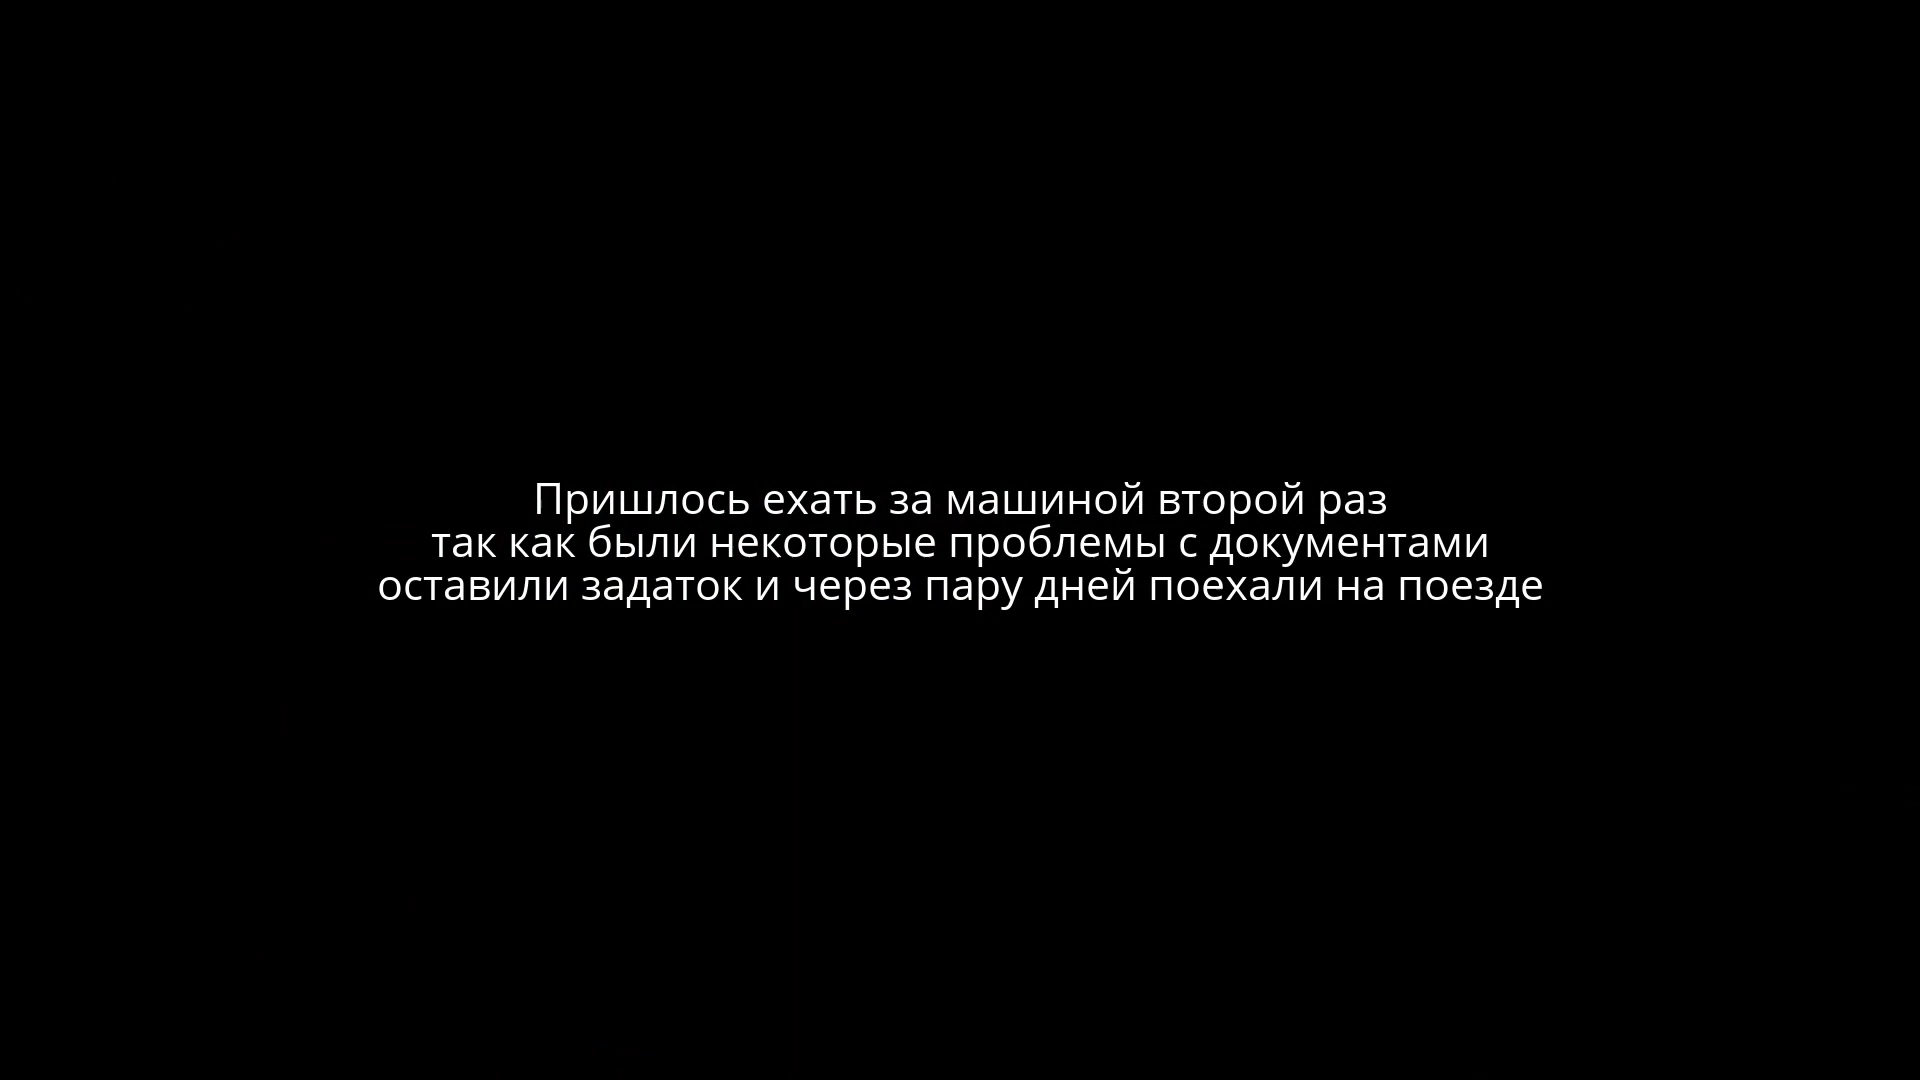 Пришлось ехать за машиной второй раз
так как были некоторые проблемы с документами
оставили задаток и через пару дней поехали на поезде